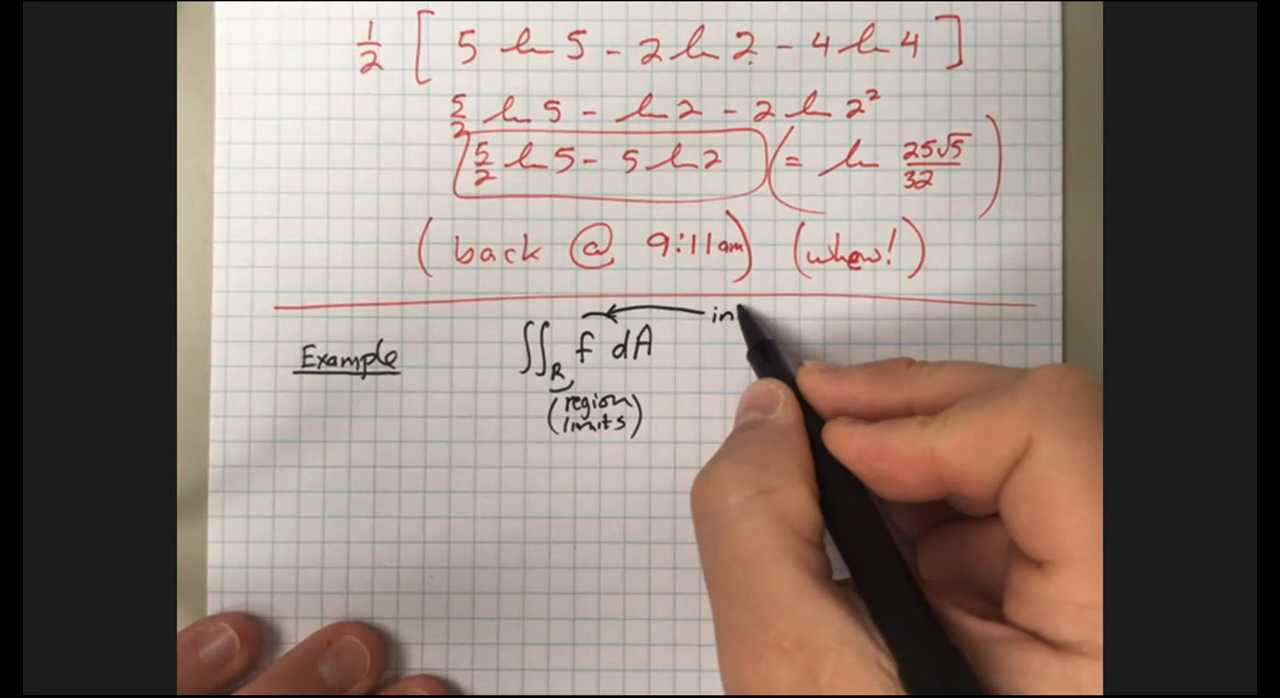 1/2 [ 5 ln 5 - 2 ln 2 - 4 ln 4 ]
5/2 ln 5 - ln 2 - 2 ln 2²
5/2 ln 5 - 5 ln 2 ( = ln 25√5/32 )
( back @ 9:11am ) ( whew! )
Example ∬_R f dA ← in
( region
limits )